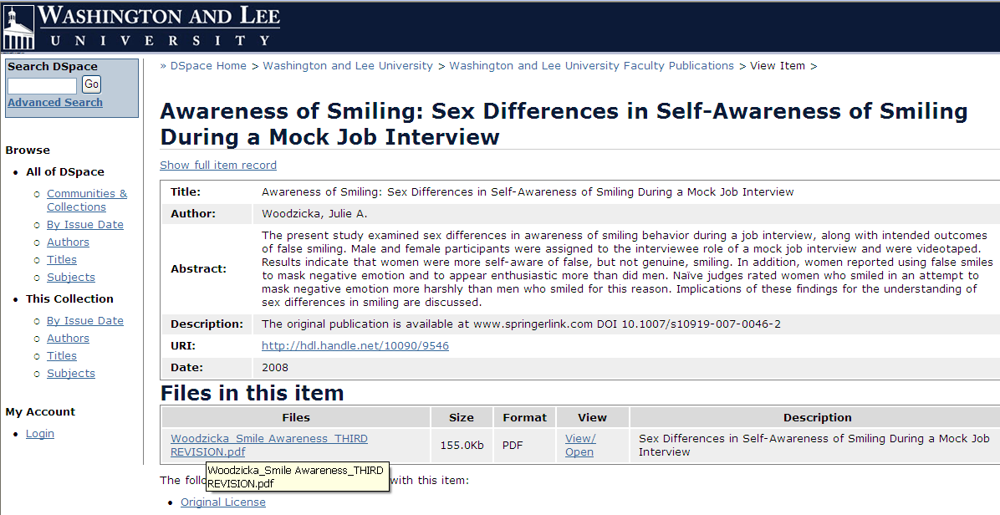 WASHINGTON AND LEE
UNIVERSITY
Search DSpace
Go
Advanced Search
Browse
• All of DSpace
o Communities &
Collections
o By Issue Date
o Authors
o Titles
o Subjects
• This Collection
o By Issue Date
o Authors
o Titles
o Subjects
My Account
• Login
» DSpace Home > Washington and Lee University > Washington and Lee University Faculty Publications > View Item >
Awareness of Smiling: Sex Differences in Self-Awareness of Smiling
During a Mock Job Interview
Show full item record
Title: Awareness of Smiling: Sex Differences in Self-Awareness of Smiling During a Mock Job Interview
Author: Woodzicka, Julie A.
Abstract:
The present study examined sex differences in awareness of smiling behavior during a job interview, along with intended outcomes
of false smiling. Male and female participants were assigned to the interviewee role of a mock job interview and were videotaped.
Results indicate that women were more self-aware of false, but not genuine, smiling. In addition, women reported using false smiles
to mask negative emotion and to appear enthusiastic more than did men. Naïve judges rated women who smiled in an attempt to
mask negative emotion more harshly than men who smiled for this reason. Implications of these findings for the understanding of
sex differences in smiling are discussed.
Description: The original publication is available at www.springerlink.com DOI 10.1007/s10919-007-0046-2
URI: http://hdl.handle.net/10090/9546
Date: 2008
Files in this item
Files Size Format View Description
Woodzicka_Smile Awareness_THIRD
REVISION.pdf
155.0Kb PDF
View/
Open
Sex Differences in Self-Awareness of Smiling During a Mock Job
Interview
Woodzicka_Smile Awareness_THIRD
REVISION.pdf
The follo with this item:
• Original License